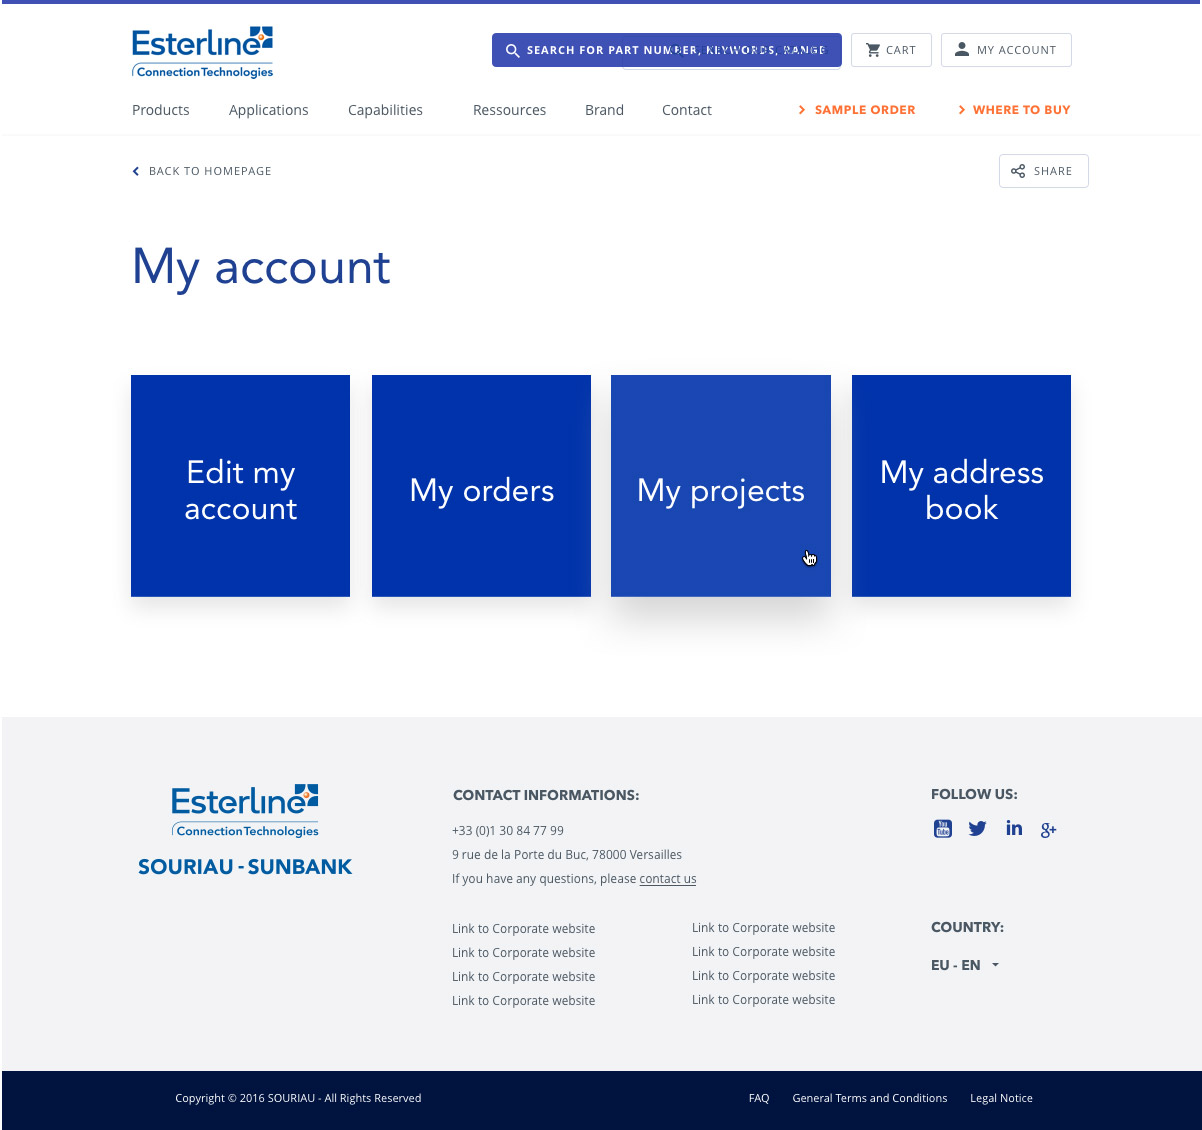 Esterline
Connection Technologies
SEARCH FOR PART NUMBER, KEYWORDS, RANGE
CART
MY ACCOUNT
Products
Applications
Capabilities
Ressources
Brand
Contact
SAMPLE ORDER
WHERE TO BUY
BACK TO HOMEPAGE
SHARE
My account
Edit my
account
My orders
My projects
My address
book
Esterline
Connection Technologies
SOURIAU - SUNBANK
CONTACT INFORMATIONS:
+33 (0)1 30 84 77 99
9 rue de la Porte du Buc, 78000 Versailles
If you have any questions, please contact us
Link to Corporate website
Link to Corporate website
Link to Corporate website
Link to Corporate website
Link to Corporate website
Link to Corporate website
Link to Corporate website
Link to Corporate website
FOLLOW US:
You
Tube
in
g+
COUNTRY:
EU - EN
Copyright © 2016 SOURIAU - All Rights Reserved
FAQ
General Terms and Conditions
Legal Notice